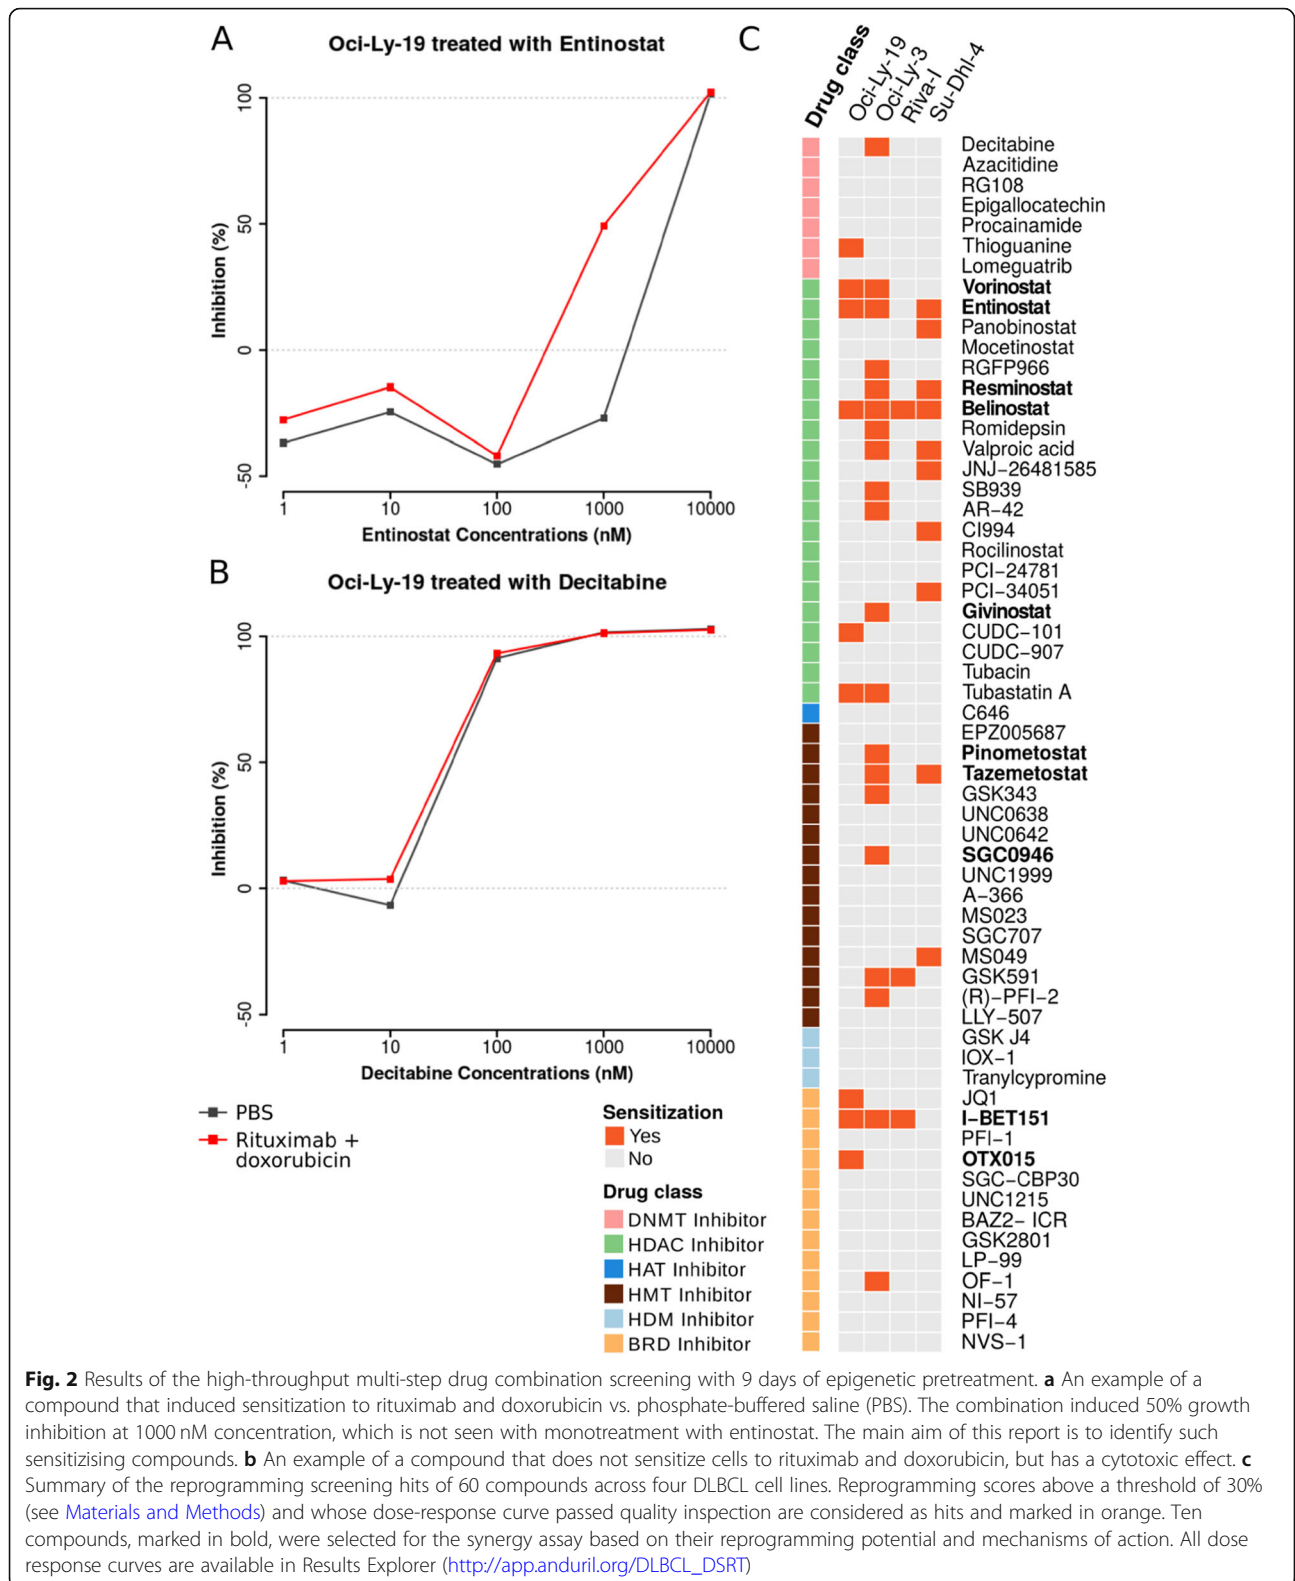 A
Oci-Ly-19 treated with Entinostat
100
50
0
-50
Inhibition (%)
1 10 100 1000 10000
Entinostat Concentrations (nM)
B
Oci-Ly-19 treated with Decitabine
100
50
0
-50
Inhibition (%)
1 10 100 1000 10000
Decitabine Concentrations (nM)
PBS
Rituximab +
doxorubicin
C
Drug class
Oci-Ly-19
Oci-Ly-3
Riva-I
Su-Dhl-4
Decitabine
Azacitidine
RG108
Epigallocatechin
Procainamide
Thioguanine
Lomeguatrib
Vorinostat
Entinostat
Panobinostat
Mocetinostat
RGFP966
Resminostat
Belinostat
Romidepsin
Valproic acid
JNJ−26481585
SB939
AR−42
CI994
Rocilinostat
PCI−24781
PCI−34051
Givinostat
CUDC−101
CUDC−907
Tubacin
Tubastatin A
C646
EPZ005687
Pinometostat
Tazemetostat
GSK343
UNC0638
UNC0642
SGC0946
UNC1999
A−366
MS023
SGC707
MS049
GSK591
(R)−PFI−2
LLY−507
GSK J4
IOX−1
Tranylcypromine
JQ1
I−BET151
PFI−1
OTX015
SGC−CBP30
UNC1215
BAZ2− ICR
GSK2801
LP−99
OF−1
NI−57
PFI−4
NVS−1
Sensitization
Yes
No
Drug class
DNMT Inhibitor
HDAC Inhibitor
HAT Inhibitor
HMT Inhibitor
HDM Inhibitor
BRD Inhibitor
Fig. 2 Results of the high-throughput multi-step drug combination screening with 9 days of epigenetic pretreatment. a An example of a
compound that induced sensitization to rituximab and doxorubicin vs. phosphate-buffered saline (PBS). The combination induced 50% growth
inhibition at 1000 nM concentration, which is not seen with monotreatment with entinostat. The main aim of this report is to identify such
sensitizising compounds. b An example of a compound that does not sensitize cells to rituximab and doxorubicin, but has a cytotoxic effect. c
Summary of the reprogramming screening hits of 60 compounds across four DLBCL cell lines. Reprogramming scores above a threshold of 30%
(see Materials and Methods) and whose dose-response curve passed quality inspection are considered as hits and marked in orange. Ten
compounds, marked in bold, were selected for the synergy assay based on their reprogramming potential and mechanisms of action. All dose
response curves are available in Results Explorer (http://app.anduril.org/DLBCL_DSRT)